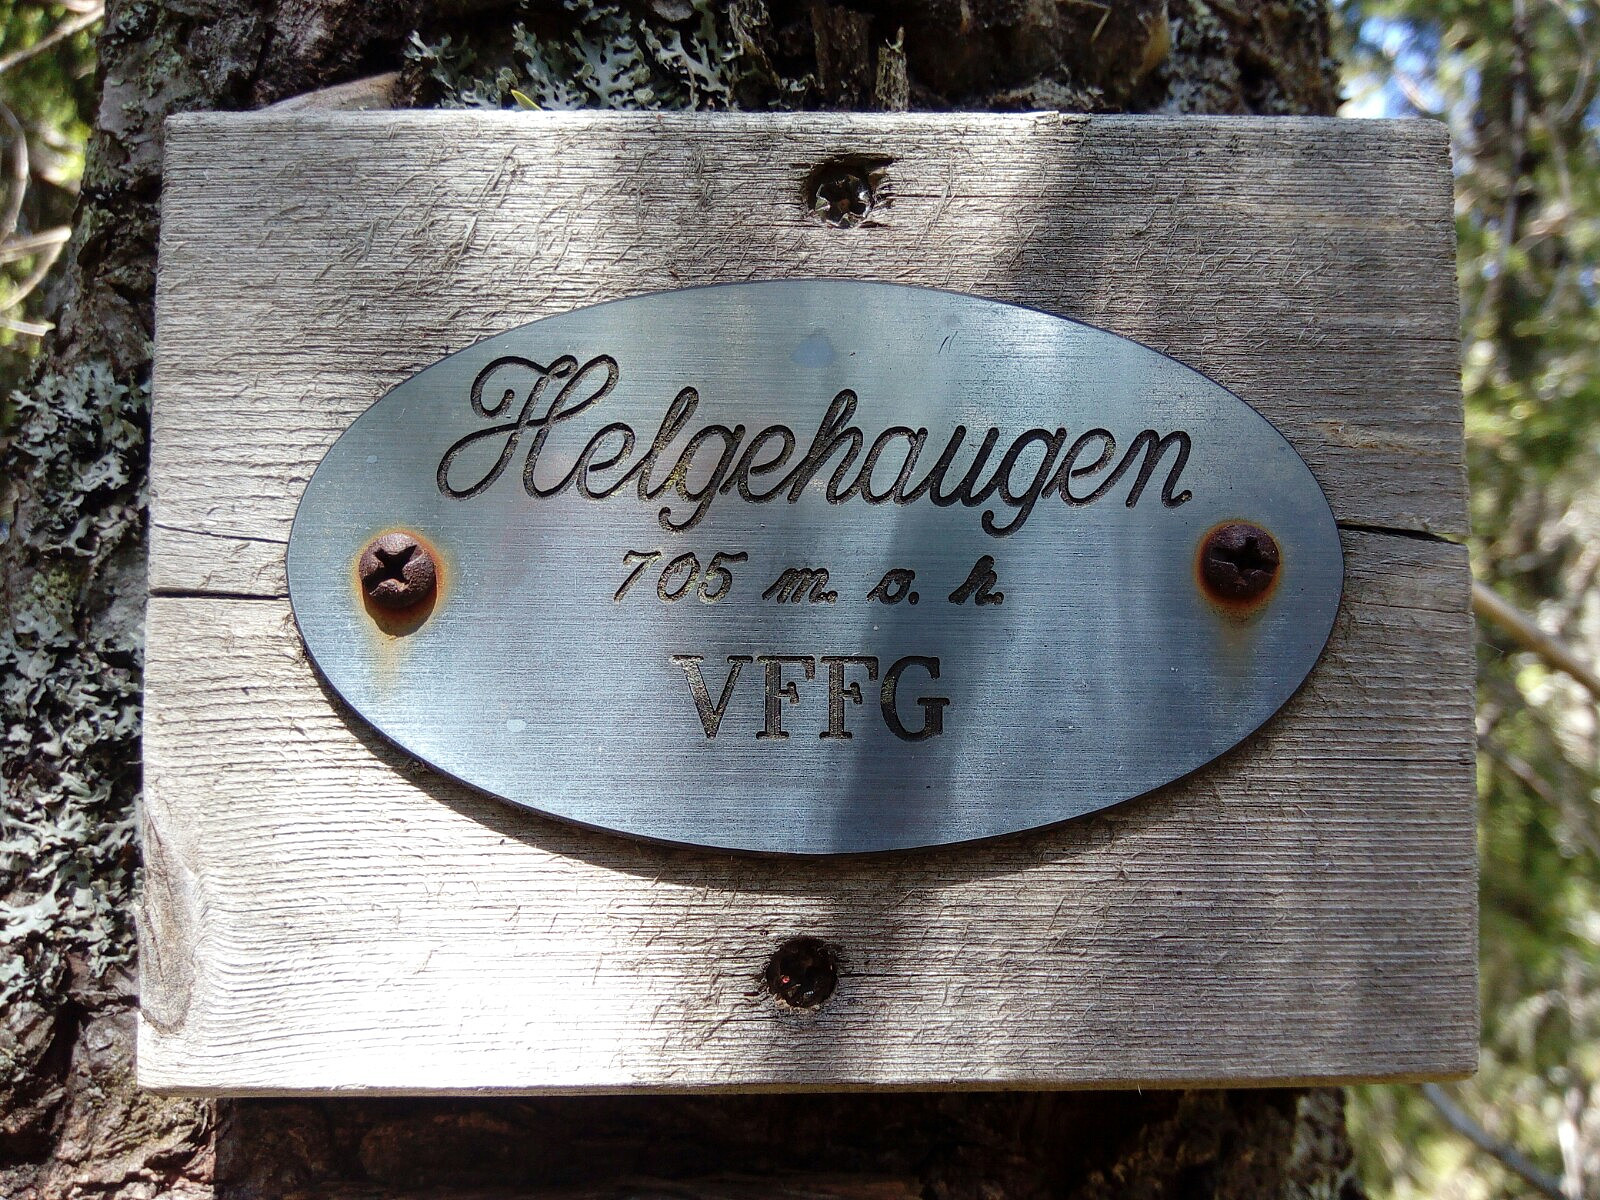 Helgehaugen
705 m. o. h.
VFFG